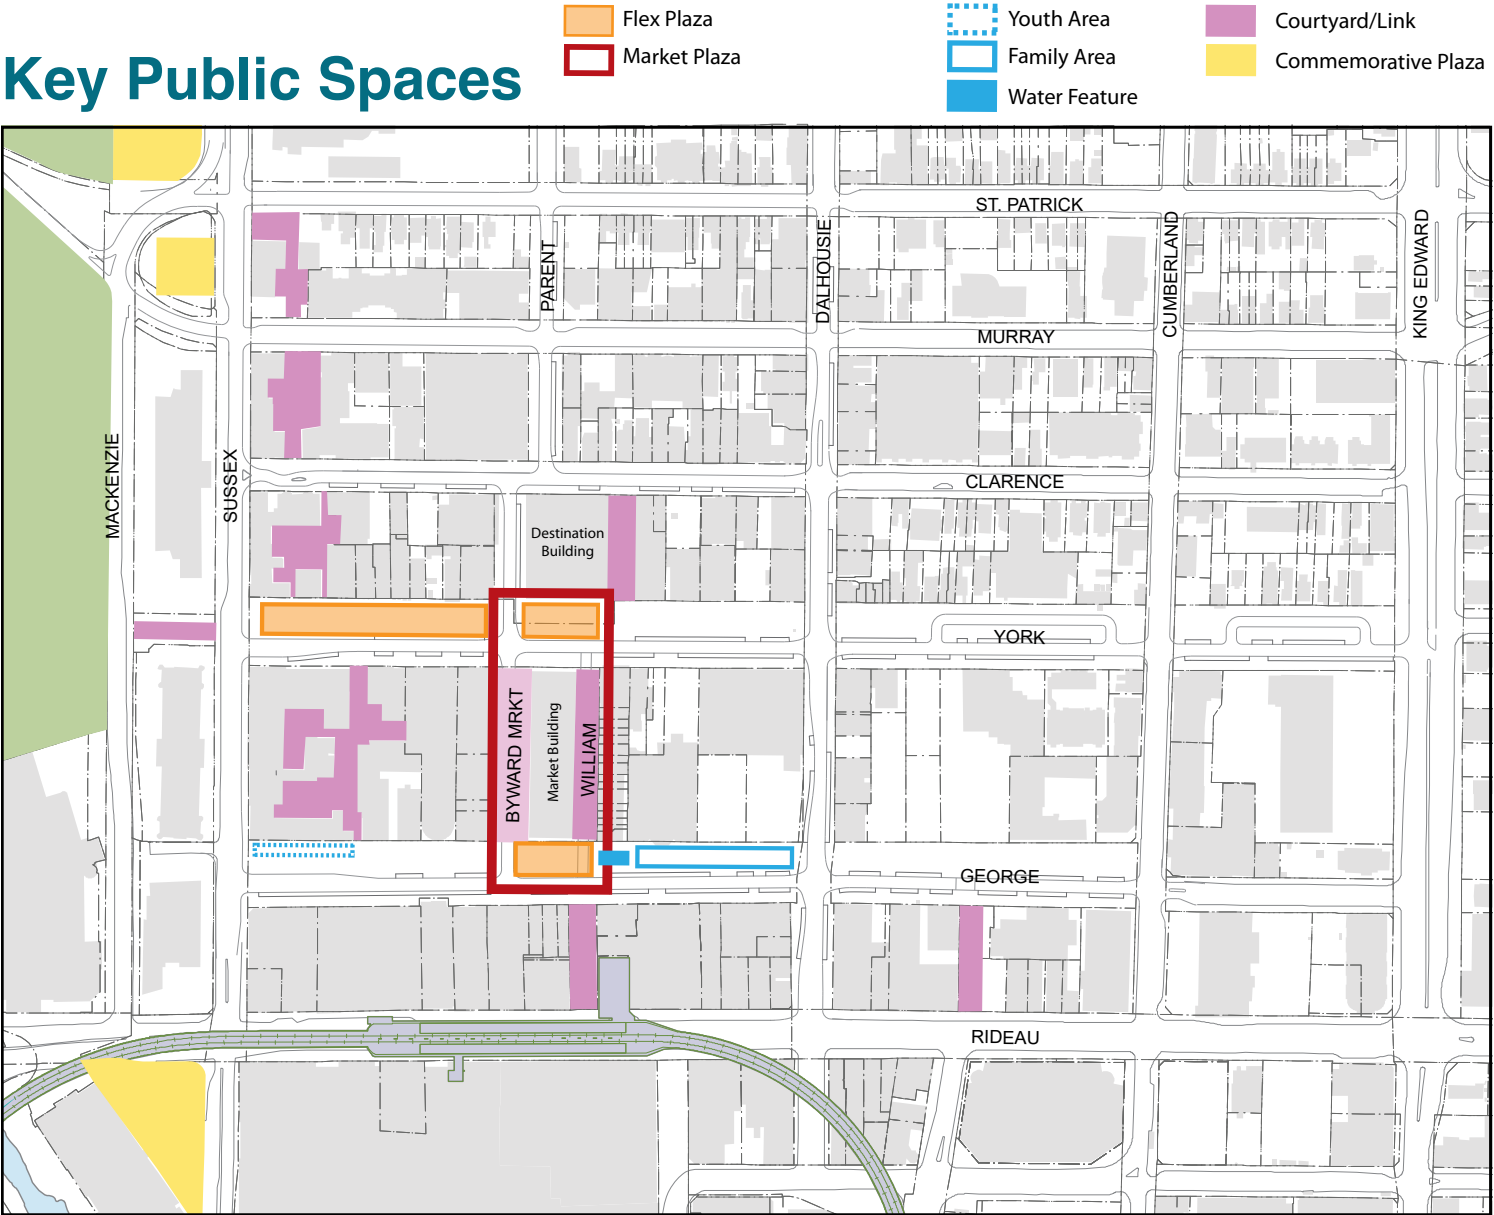 Key Public Spaces
Flex Plaza
Market Plaza
Youth Area
Family Area
Water Feature
Courtyard/Link
Commemorative Plaza
ST. PATRICK
PARENT
DALHOUSIE
CUMBERLAND
KING EDWARD
MURRAY
MACKENZIE
SUSSEX
CLARENCE
Destination
Building
YORK
BYWARD MRKT
Market Building
WILLIAM
GEORGE
RIDEAU